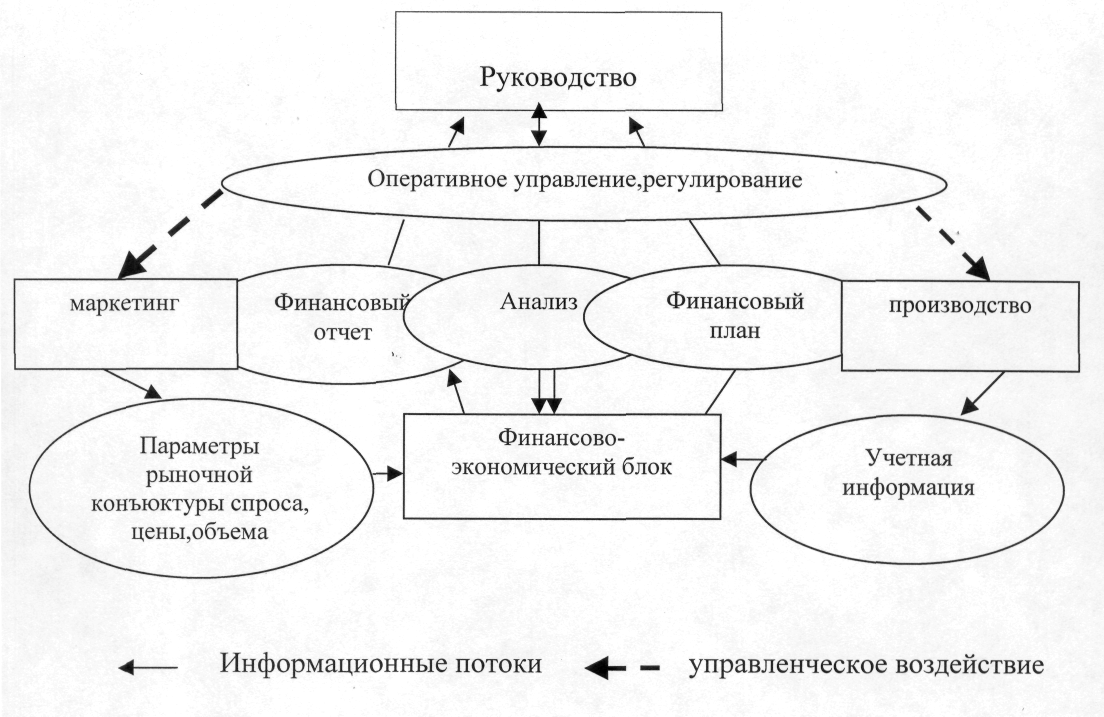 Руководство
Оперативное управление,регулирование
маркетинг
Финансовый
отчет
Анализ
Финансовый
план
производство
Параметры
рыночной
конъюктуры спроса,
цены,объема
Финансово-
экономический блок
Учетная
информация
Информационные потоки
управленческое воздействие